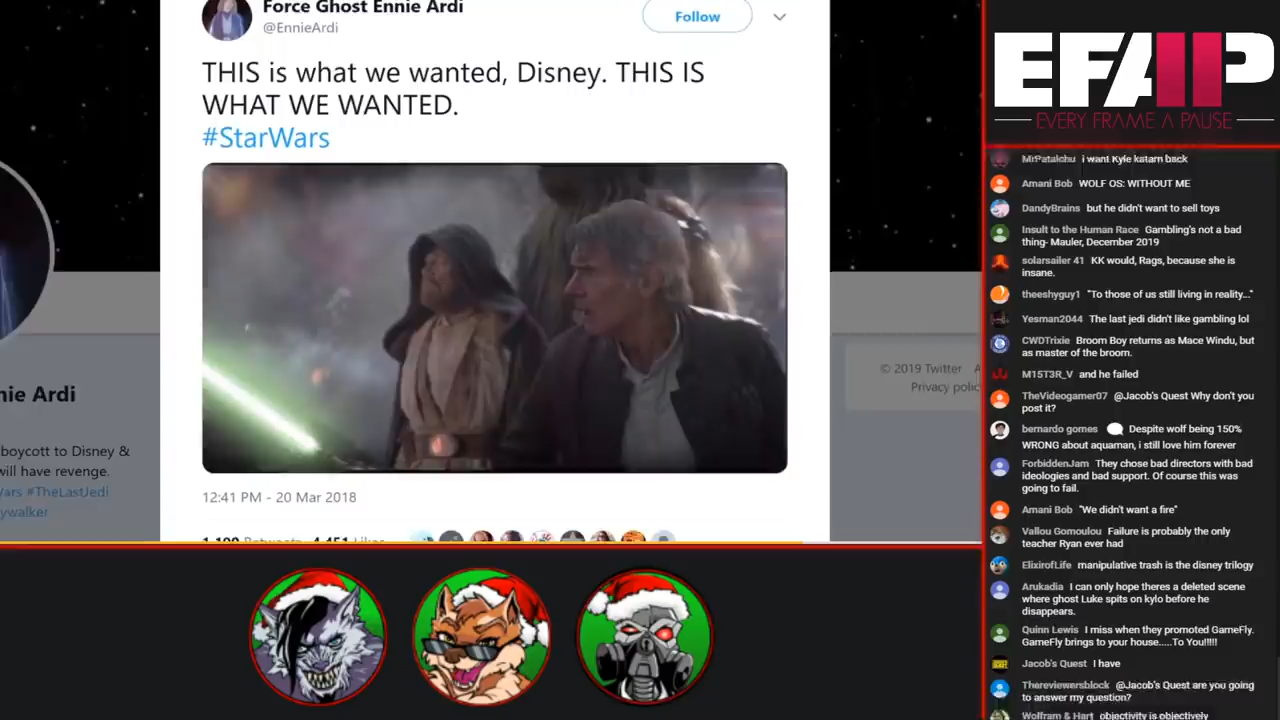 Force Ghost Ennie Ardi
@EnnieArdi
Follow
THIS is what we wanted, Disney. THIS IS
WHAT WE WANTED.
#StarWars
12:41 PM - 20 Mar 2018
1,100 Retweets 4,451 Likes
nie Ardi
boycott to Disney &
will have revenge.
Wars #TheLastJedi
ywalker
© 2019 Twitter
Privacy polic
EFAP
EVERY FRAME A PAUSE
MrPataichu i want Kyle katarn back
Amani Bob WOLF OS: WITHOUT ME
DandyBrains but he didn't want to sell toys
Insult to the Human Race Gambling's not a bad
thing- Mauler, December 2019
solarsailer 41 KK would, Rags, because she is
insane.
theeshyguy1 "To those of us still living in reality..."
Yesman2044 The last jedi didn't like gambling lol
CWDTrixie Broom Boy returns as Mace Windu, but
as master of the broom.
M15T3R_V and he failed
TheVideogamer07 @Jacob's Quest Why don't you
post it?
bernardo gomes Despite wolf being 150%
WRONG about aquaman, i still love him forever
ForbiddenJam They chose bad directors with bad
ideologies and bad support. Of course this was
going to fail.
Amani Bob "We didn't want a fire"
Vallou Gomoulou Failure is probably the only
teacher Ryan ever had
ElixirofLife manipulative trash is the disney trilogy
Arukadia I can only hope theres a deleted scene
where ghost Luke spits on kylo before he
disappears.
Quinn Lewis I miss when they promoted GameFly.
GameFly brings to your house.....To You!!!!!
Jacob's Quest I have
Thereviewersblock @Jacob's Quest are you going
to answer my question?
Wolfram & Hart objectivity is objectively